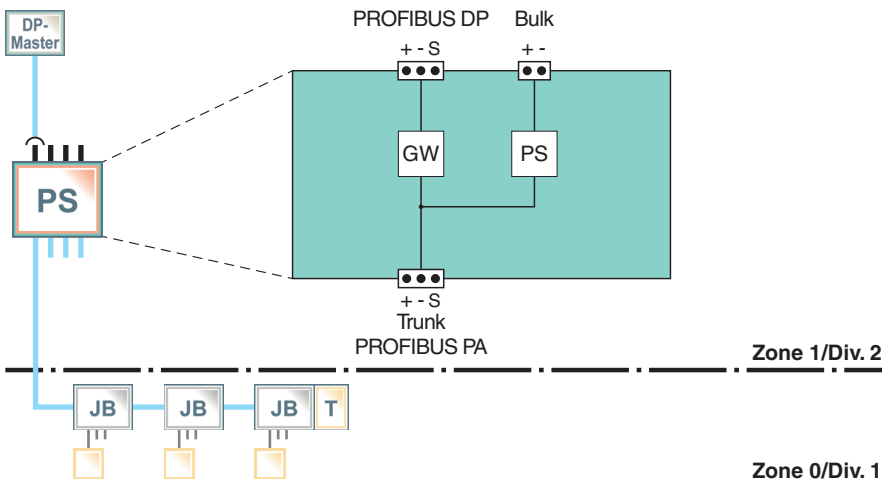 DP-
Master
PROFIBUS DP
Bulk
+ - S
+ -
GW
PS
PS
+ - S
Trunk
PROFIBUS PA
Zone 1/Div. 2
JB
JB
JB
T
Zone 0/Div. 1